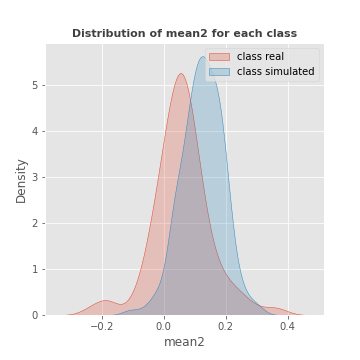 Distribution of mean2 for each class
class real
class simulated
Density
5
4
3
2
1
0
−0.2 0.0 0.2 0.4
mean2